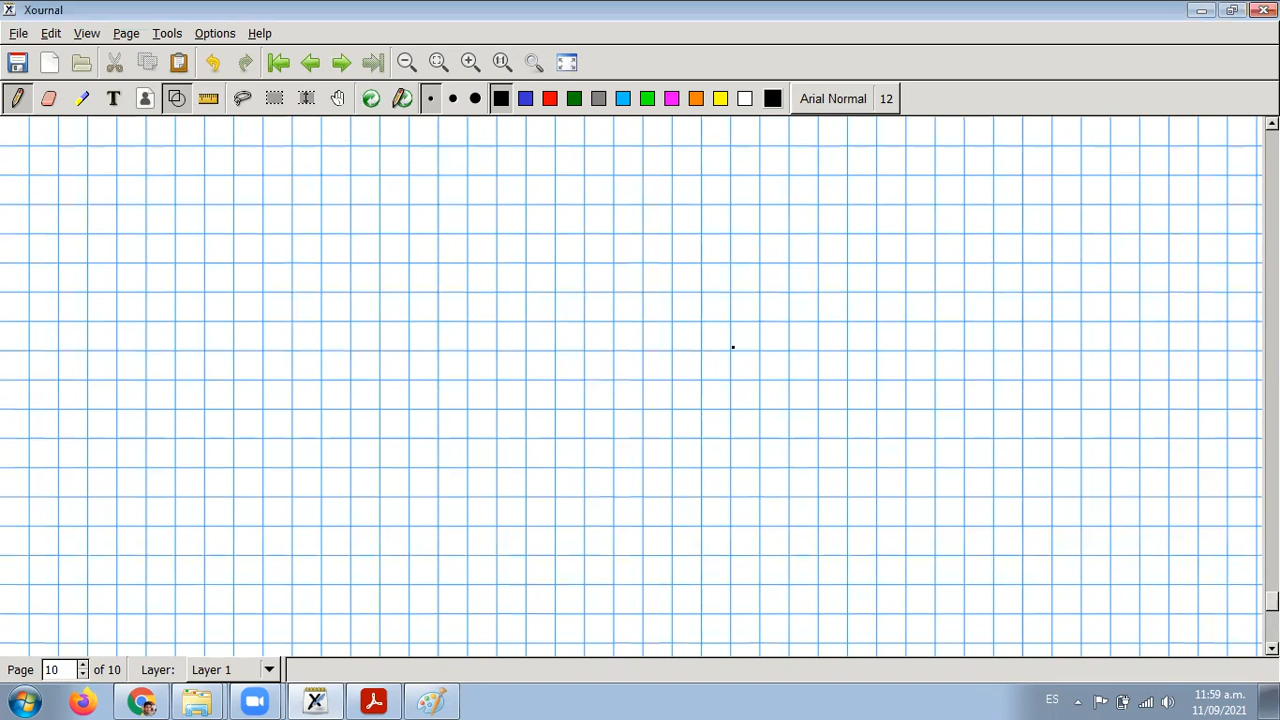 Xournal
File Edit View Page Tools Options Help
T Arial Normal 12
Page 10 of 10 Layer: Layer 1
ES 11:59 a.m.
11/09/2021